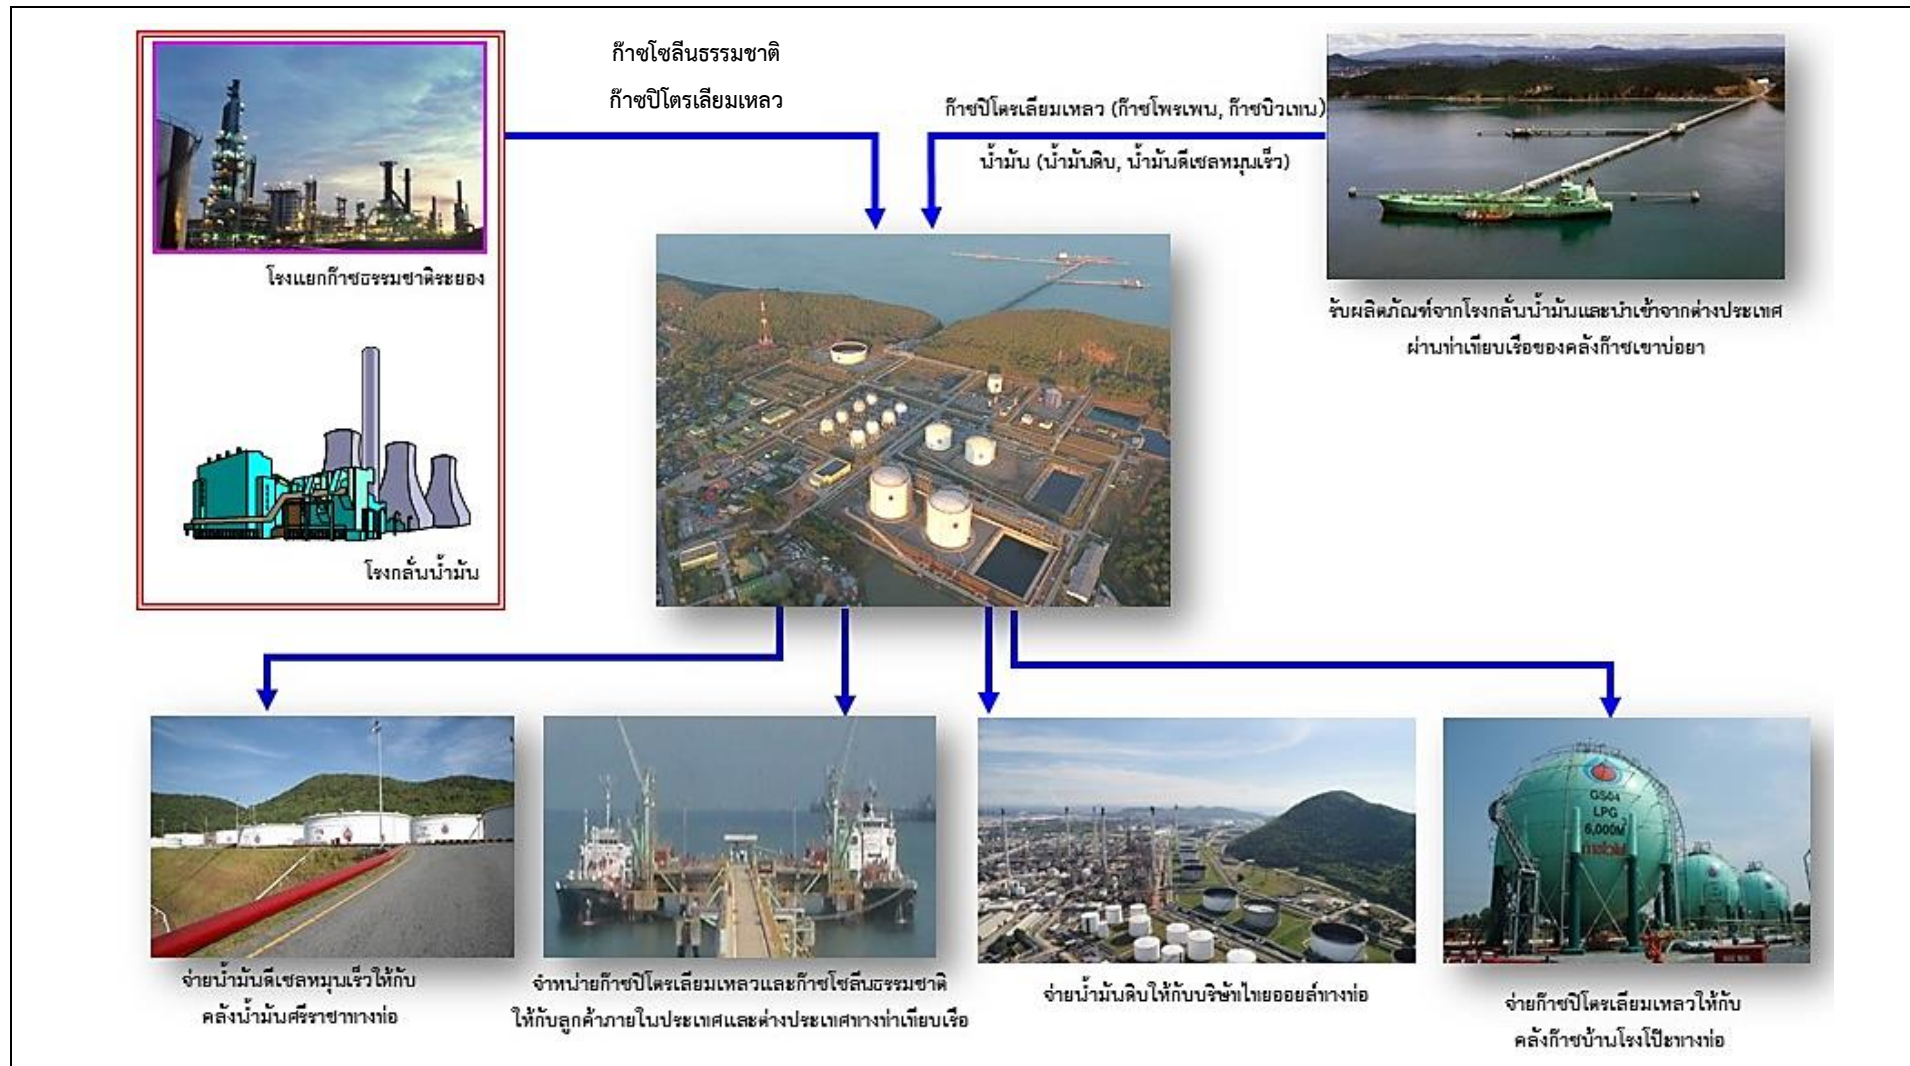 ก๊าซโซลีนธรรมชาติ
ก๊าซปิโตรเลียมเหลว
ก๊าซปิโตรเลียมเหลว (ก๊าซโพรเพน, ก๊าซบิวเทน)
น้ำมัน (น้ำมันดิบ, น้ำมันดีเซลหมุนเร็ว)
โรงแยกก๊าซธรรมชาติระยอง
รับผลิตภัณฑ์จากโรงกลั่นน้ำมันและนำเข้าจากต่างประเทศ
ผ่านท่าเทียบเรือของคลังก๊าซเขาบ่อยา
โรงกลั่นน้ำมัน
GS04
LPG
6,000M³
จ่ายน้ำมันดีเซลหมุนเร็วให้กับ
คลังน้ำมันศรีราชาทางท่อ
จำหน่ายก๊าซปิโตรเลียมเหลวและก๊าซโซลีนธรรมชาติ
ให้กับลูกค้าภายในประเทศและต่างประเทศทางท่าเทียบเรือ
จ่ายน้ำมันดิบให้กับบริษัทไทยออยล์ทางท่อ
จ่ายก๊าซปิโตรเลียมเหลวให้กับ
คลังก๊าซบ้านโรงโป๊ะทางท่อ